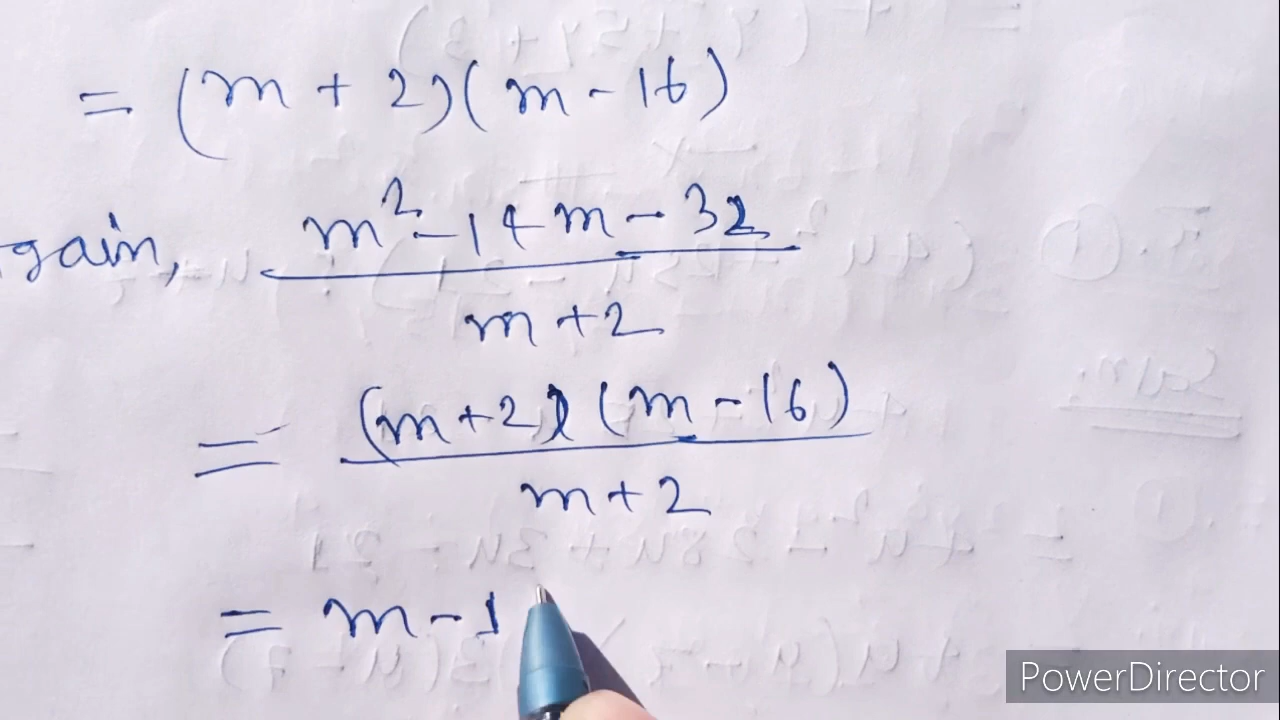 = (m + 2)(m - 16)
gain, m² - 14m - 32
m + 2
= (m + 2)(m - 16)
m + 2
= m - 1
PowerDirector